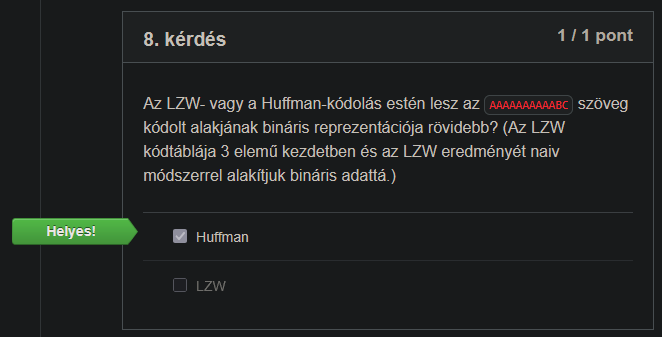 8. kérdés
1 / 1 pont
Az LZW- vagy a Huffman-kódolás estén lesz az AAAAAAAAAABC szöveg
kódolt alakjának bináris reprezentációja rövidebb? (Az LZW
kódtáblája 3 elemű kezdetben és az LZW eredményét naiv
módszerrel alakítjuk bináris adattá.)
Helyes!
Huffman
LZW